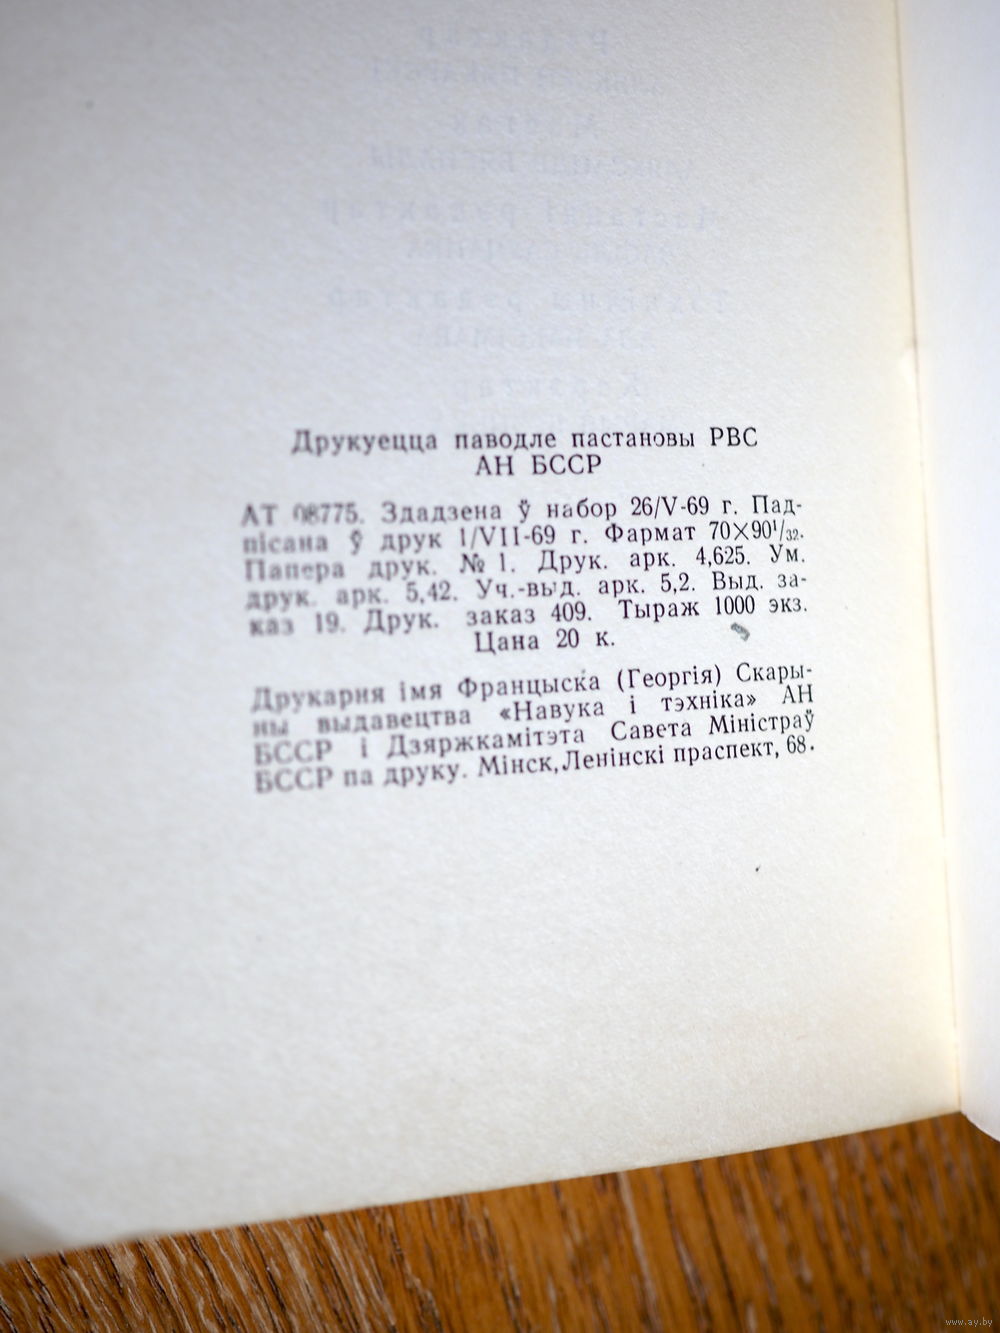 Друкуецца паводле пастановы РВС
АН БССР
АТ 08775. Здадзена ў набор 26/V-69 г. Пад-
пісана ў друк 1/VII-69 г. Фармат 70×90¹/₃₂.
Папера друк. № 1. Друк. арк. 4,625. Ум.
друк. арк. 5,42. Уч.-выд. арк. 5,2. Выд. за-
каз 19. Друк. заказ 409. Тыраж 1000 экз.
Цана 20 к.
Друкарня імя Францыска (Георгія) Скары-
ны выдавецтва «Навука і тэхніка» АН
БССР і Дзяржкамітэта Савета Міністраў
БССР па друку. Мінск, Ленінскі праспект, 68.
www.ay.by